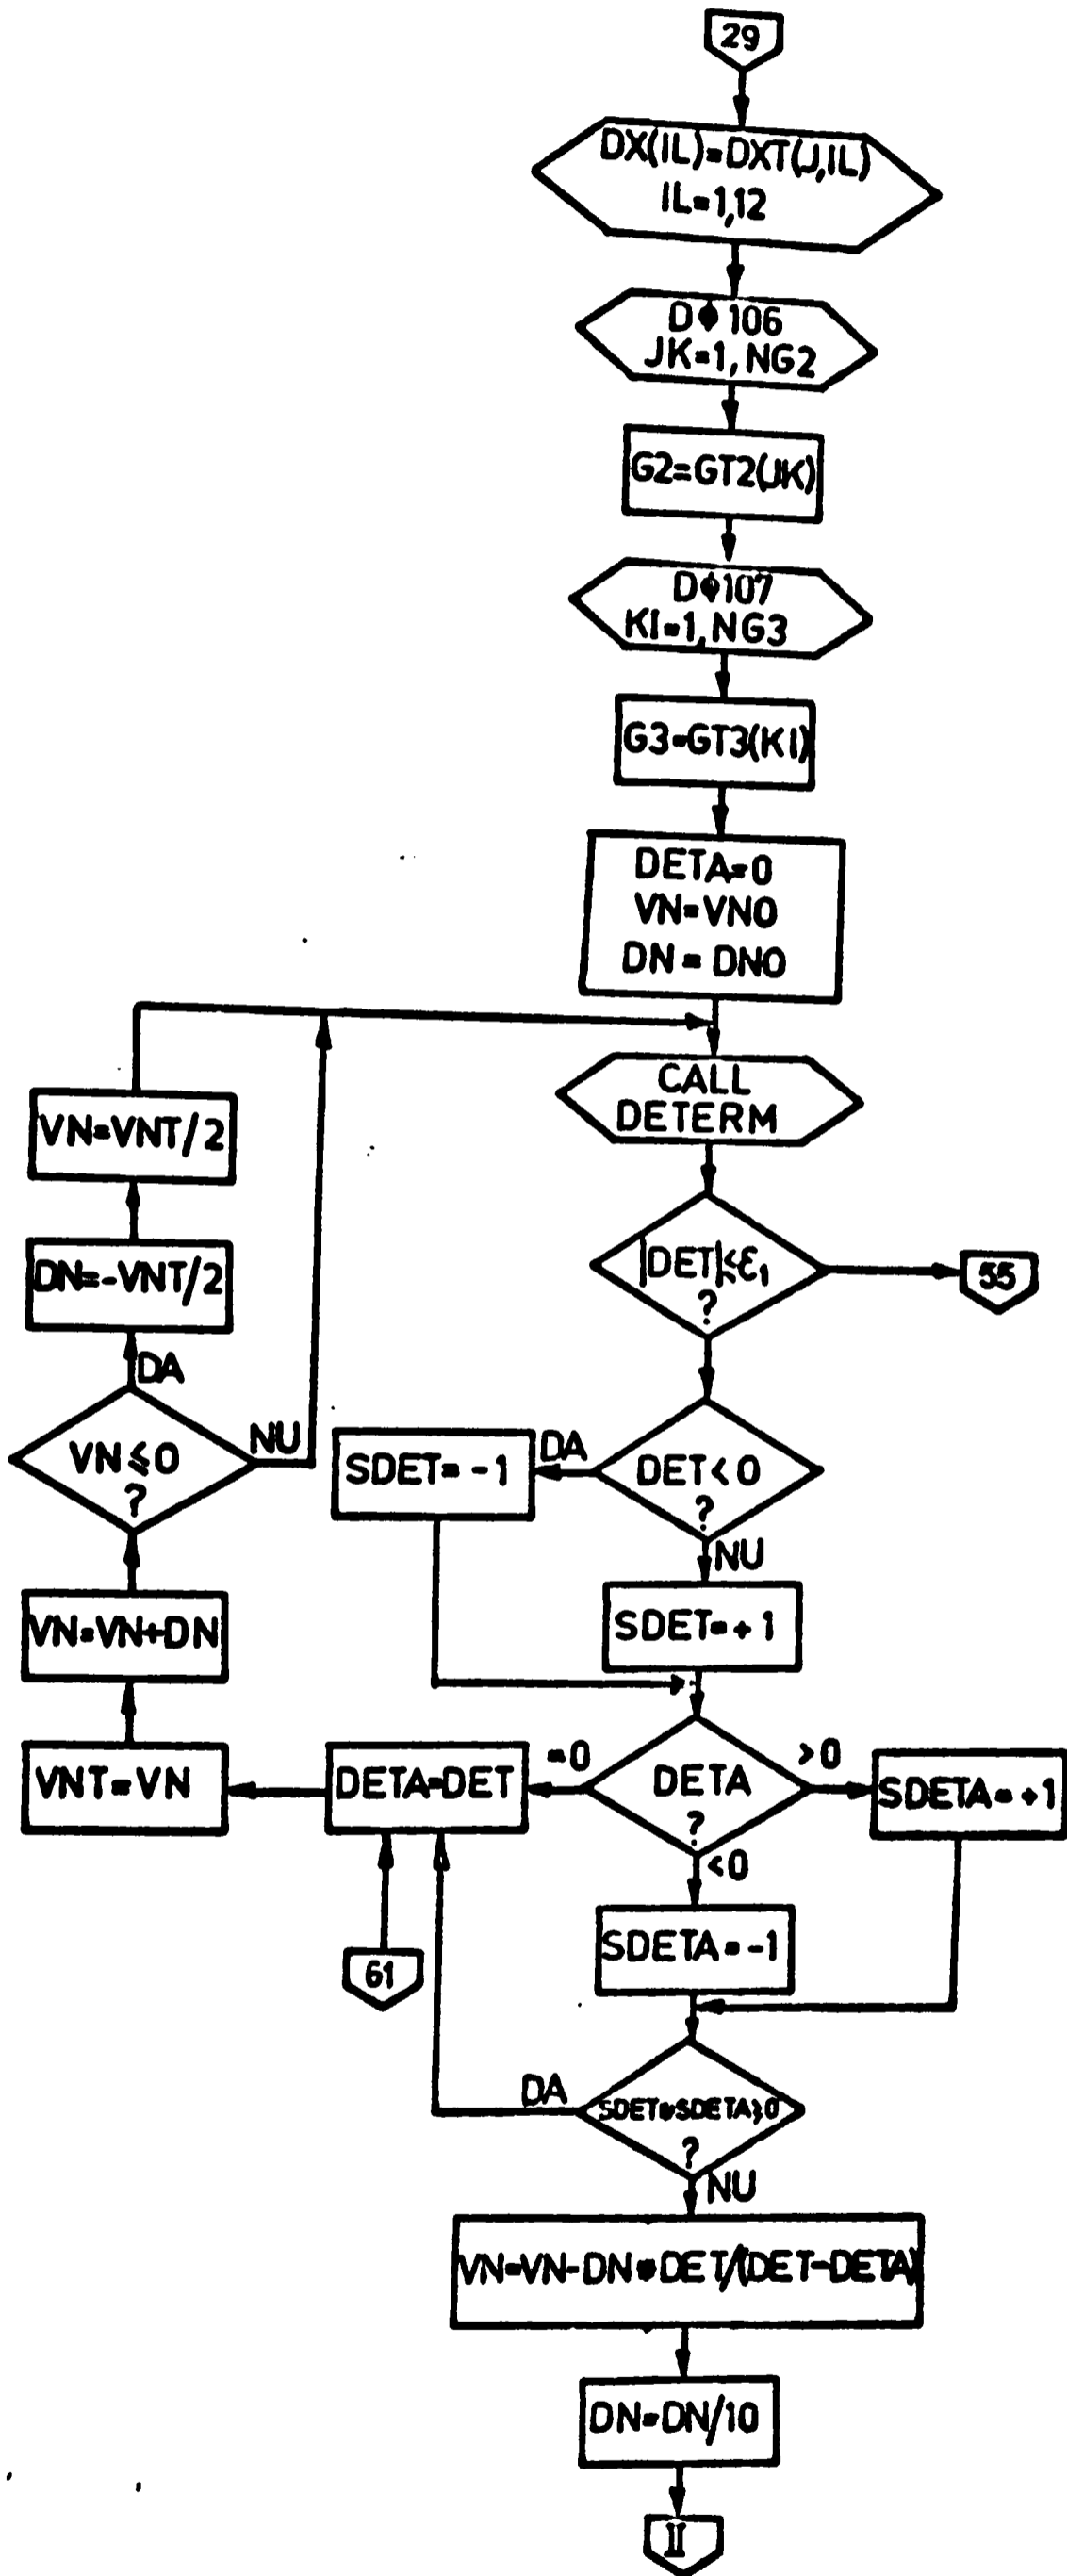 29
DX(IL)=DXT(J,IL)
IL=1,12
DΦ 106
JK=1, NG2
G2=GT2(JK)
DΦ107
KI=1, NG3
G3=GT3(KI)
DETA=0
VN=VN0
DN = DN0
CALL
DETERM
|DET|≤ε₁
?
55
DET<0
?
DA
SDET= -1
NU
SDET=+1
DETA
?
=0
>0
<0
SDETA=+1
SDETA=-1
DETA=DET
61
VNT=VN
VN=VN+DN
VN≤0
?
DA
NU
DN=-VNT/2
VN=VNT/2
SDET*SDETA≥0
?
DA
NU
VN=VN-DN*DET/(DET-DETA)
DN=DN/10
II